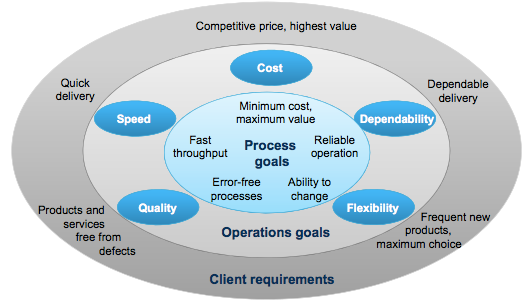 Competitive price, highest value
Cost
Quick
delivery
Dependable
delivery
Speed
Minimum cost,
maximum value
Dependability
Fast
throughput
Process
goals
Reliable
operation
Error-free
processes
Ability to
change
Quality
Flexibility
Products and
services
free from
defects
Operations goals
Frequent new
products,
maximum choice
Client requirements